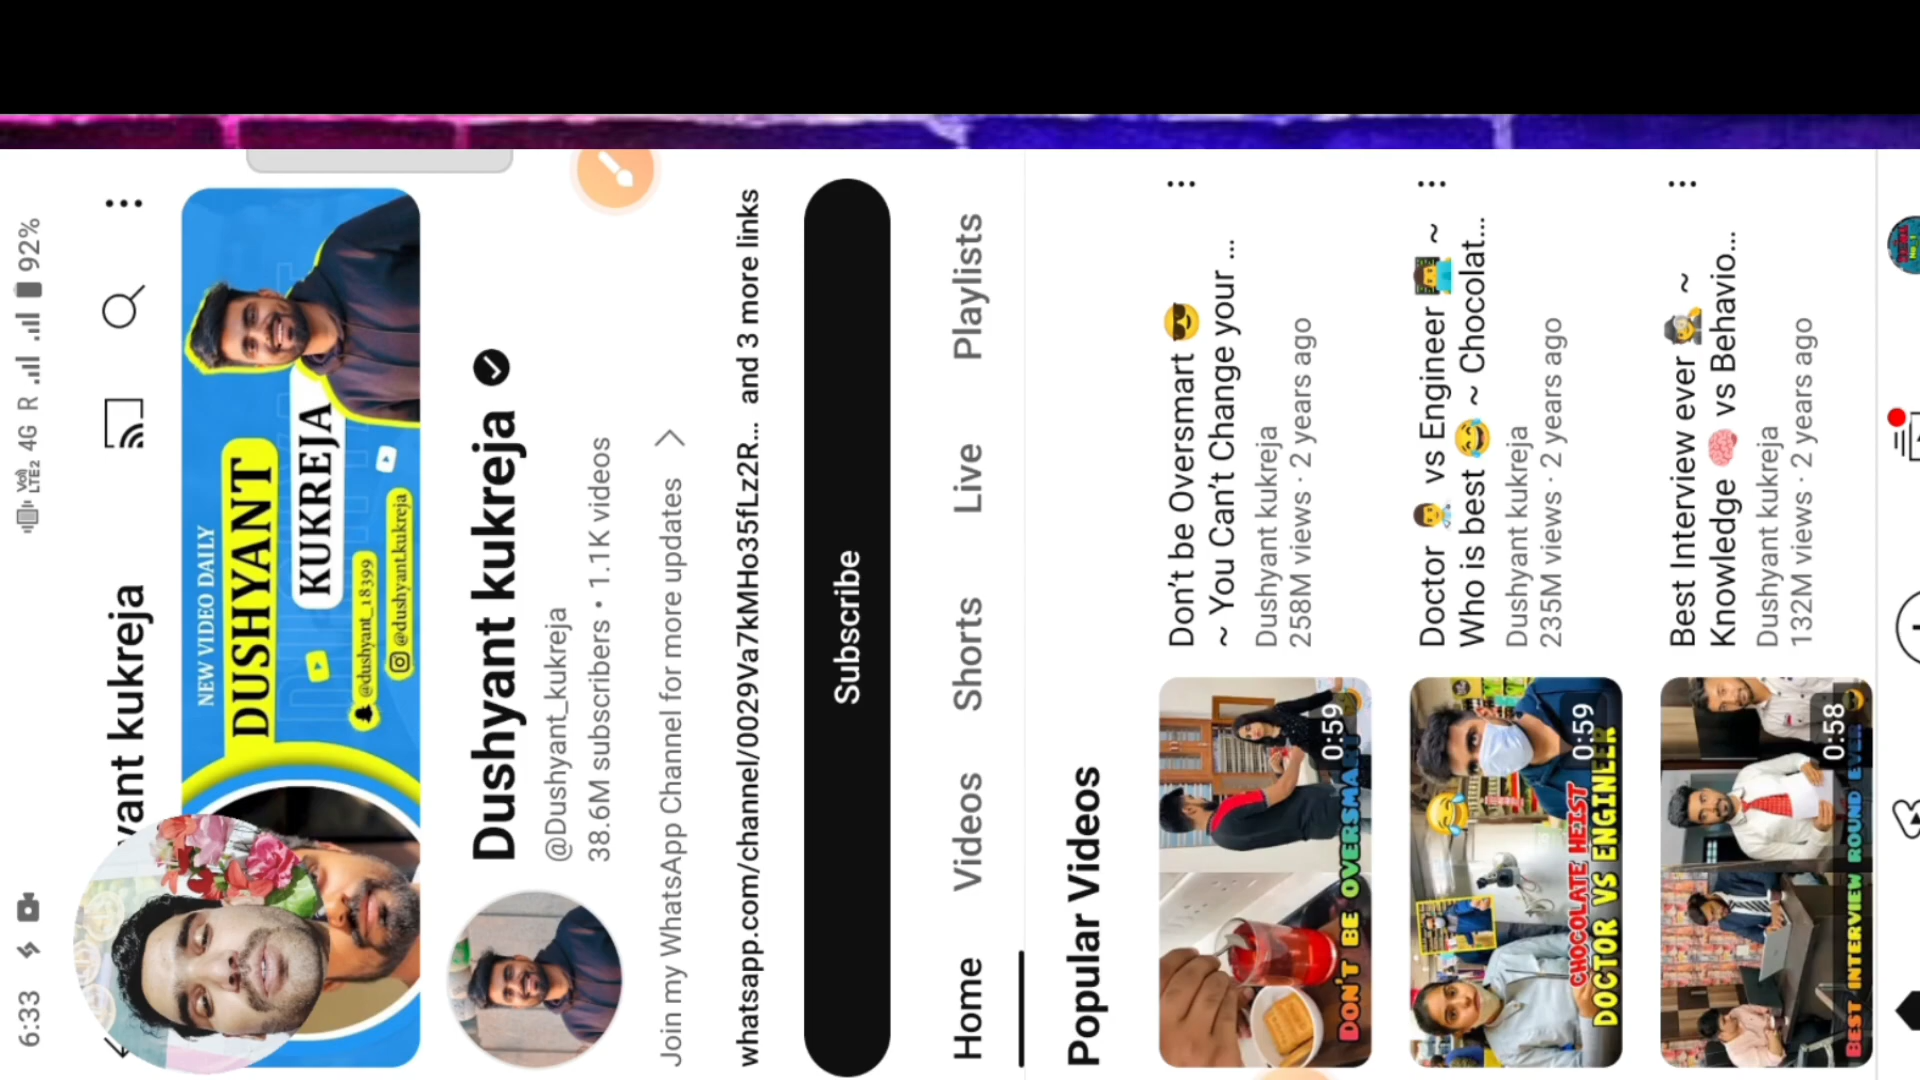 6:33
4G R
92%
vant kukreja
NEW VIDEO DAILY
DUSHYANT
KUKREJA
@dushyant_18399
@dushyant.kukreja
Dushyant kukreja
@Dushyant_kukreja
38.6M subscribers • 1.1K videos
Join my WhatsApp Channel for more updates
whatsapp.com/channel/0029Va7kMHo35fLz2R... and 3 more links
Subscribe
Home Videos Shorts Live Playlists
Popular Videos
0:59
DON'T BE OVERSMART
Don't be Oversmart 😎
~ You Can't Change your ...
Dushyant kukreja
258M views · 2 years ago
0:59
CHOCOLATE HEIST
DOCTOR VS ENGINEER
Doctor 👨‍⚕️ vs Engineer 👨‍💻 ~
Who is best 😂 ~ Chocolat...
Dushyant kukreja
235M views · 2 years ago
0:58
BEST INTERVIEW ROUND EVER
Best Interview ever 🕵️ ~
Knowledge 🧠 vs Behavio...
Dushyant kukreja
132M views · 2 years ago